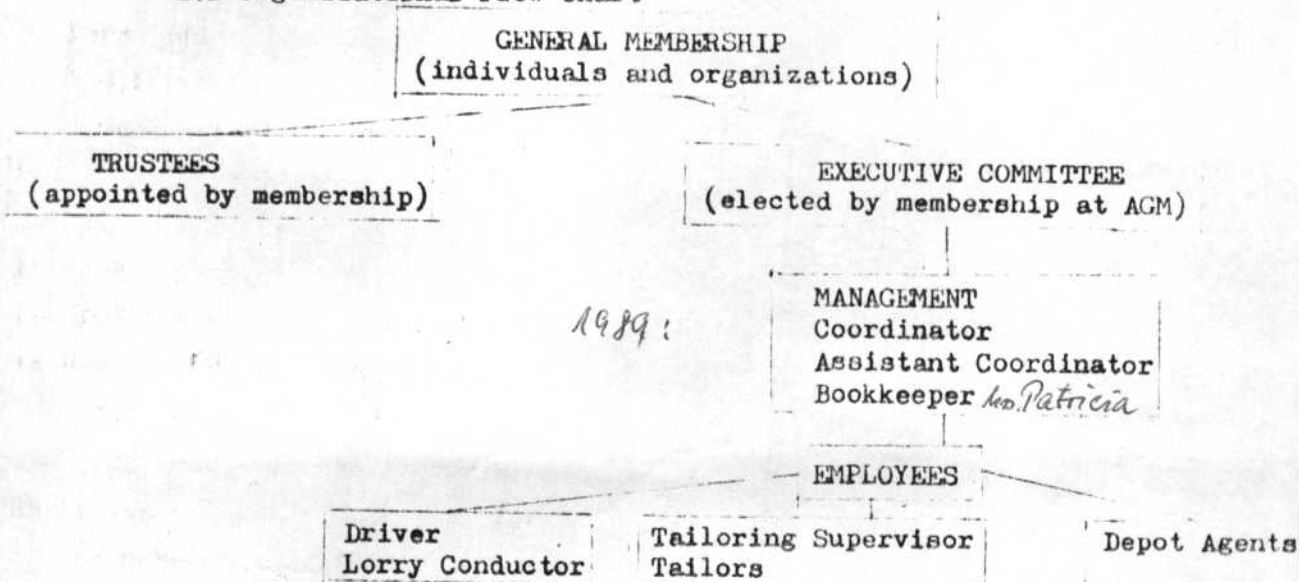 GENERAL MEMBERSHIP
(individuals and organizations)
TRUSTEES
(appointed by membership)
EXECUTIVE COMMITTEE
(elected by membership at AGM)
1989:
MANAGEMENT
Coordinator
Assistant Coordinator
Bookkeeper Patricia
EMPLOYEES
Driver
Lorry Conductor
Tailoring Supervisor
Tailors
Depot Agents